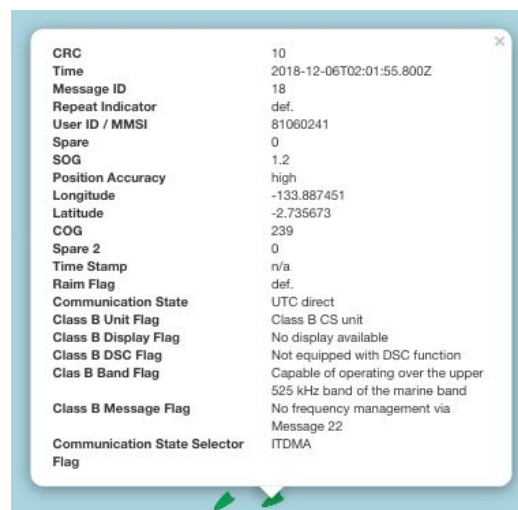 ×
CRC 10
Time 2018-12-06T02:01:55.800Z
Message ID 18
Repeat Indicator def.
User ID / MMSI 81060241
Spare 0
SOG 1.2
Position Accuracy high
Longitude -133.887451
Latitude -2.735673
COG 239
Spare 2 0
Time Stamp n/a
Raim Flag def.
Communication State UTC direct
Class B Unit Flag Class B CS unit
Class B Display Flag No display available
Class B DSC Flag Not equipped with DSC function
Clas B Band Flag Capable of operating over the upper
525 kHz band of the marine band
Class B Message Flag No frequency management via
Message 22
Communication State Selector ITDMA
Flag